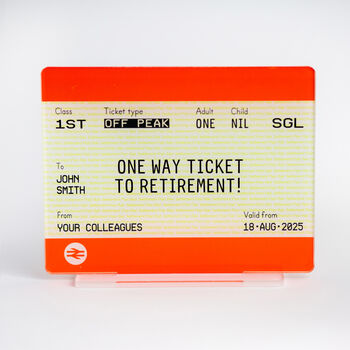 Class Ticket type Adult Child
1ST OFF PEAK ONE NIL SGL
To
JOHN
SMITH
ONE WAY TICKET
TO RETIREMENT!
From Valid from
YOUR COLLEAGUES 18·AUG·2025